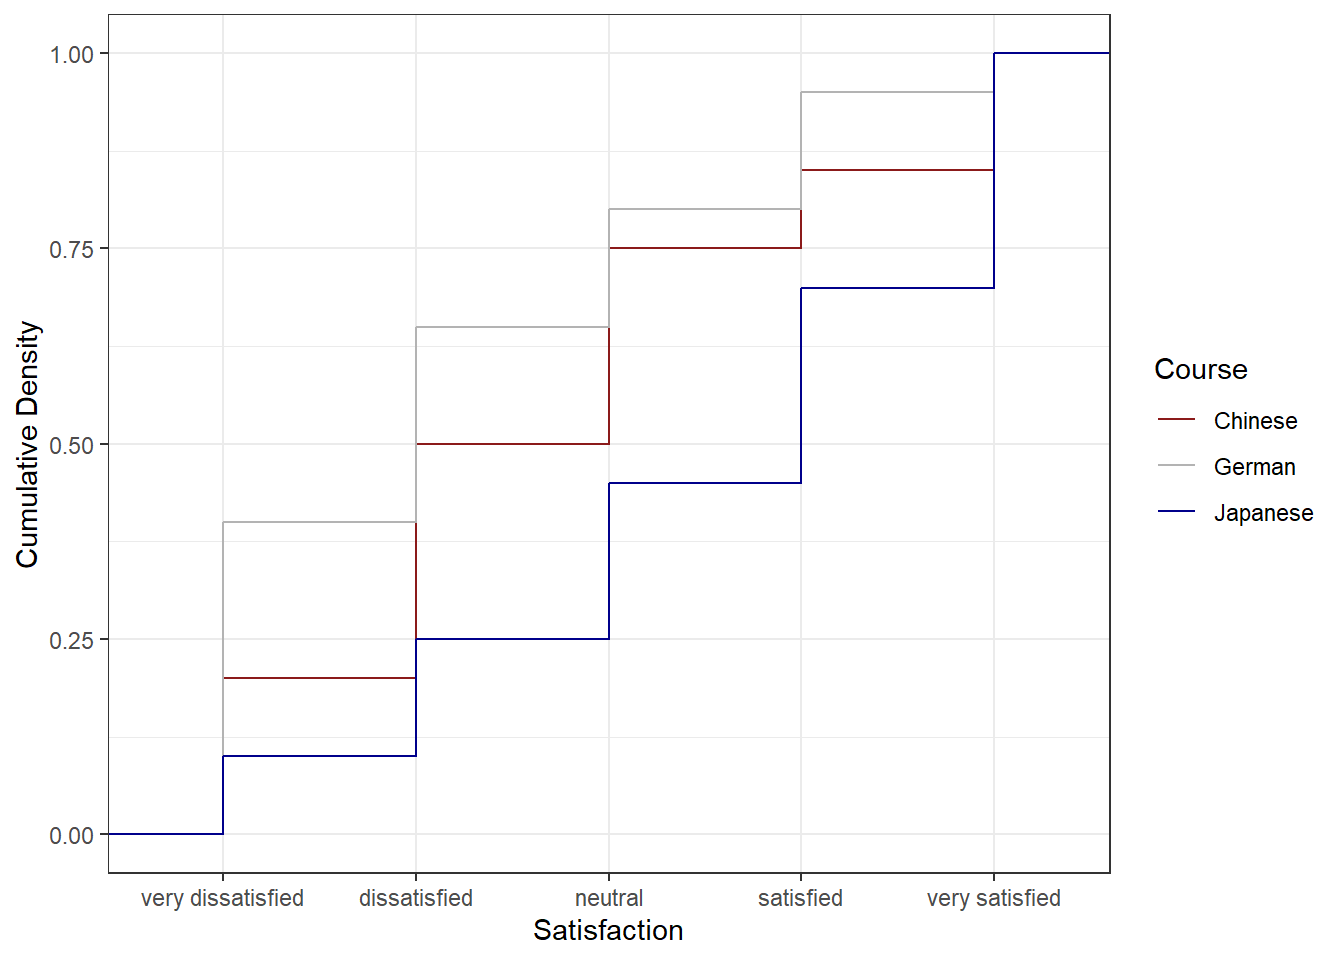 Cumulative Density
1.00
0.75
0.50
0.25
0.00
very dissatisfied
dissatisfied
neutral
satisfied
very satisfied
Satisfaction
Course
Chinese
German
Japanese